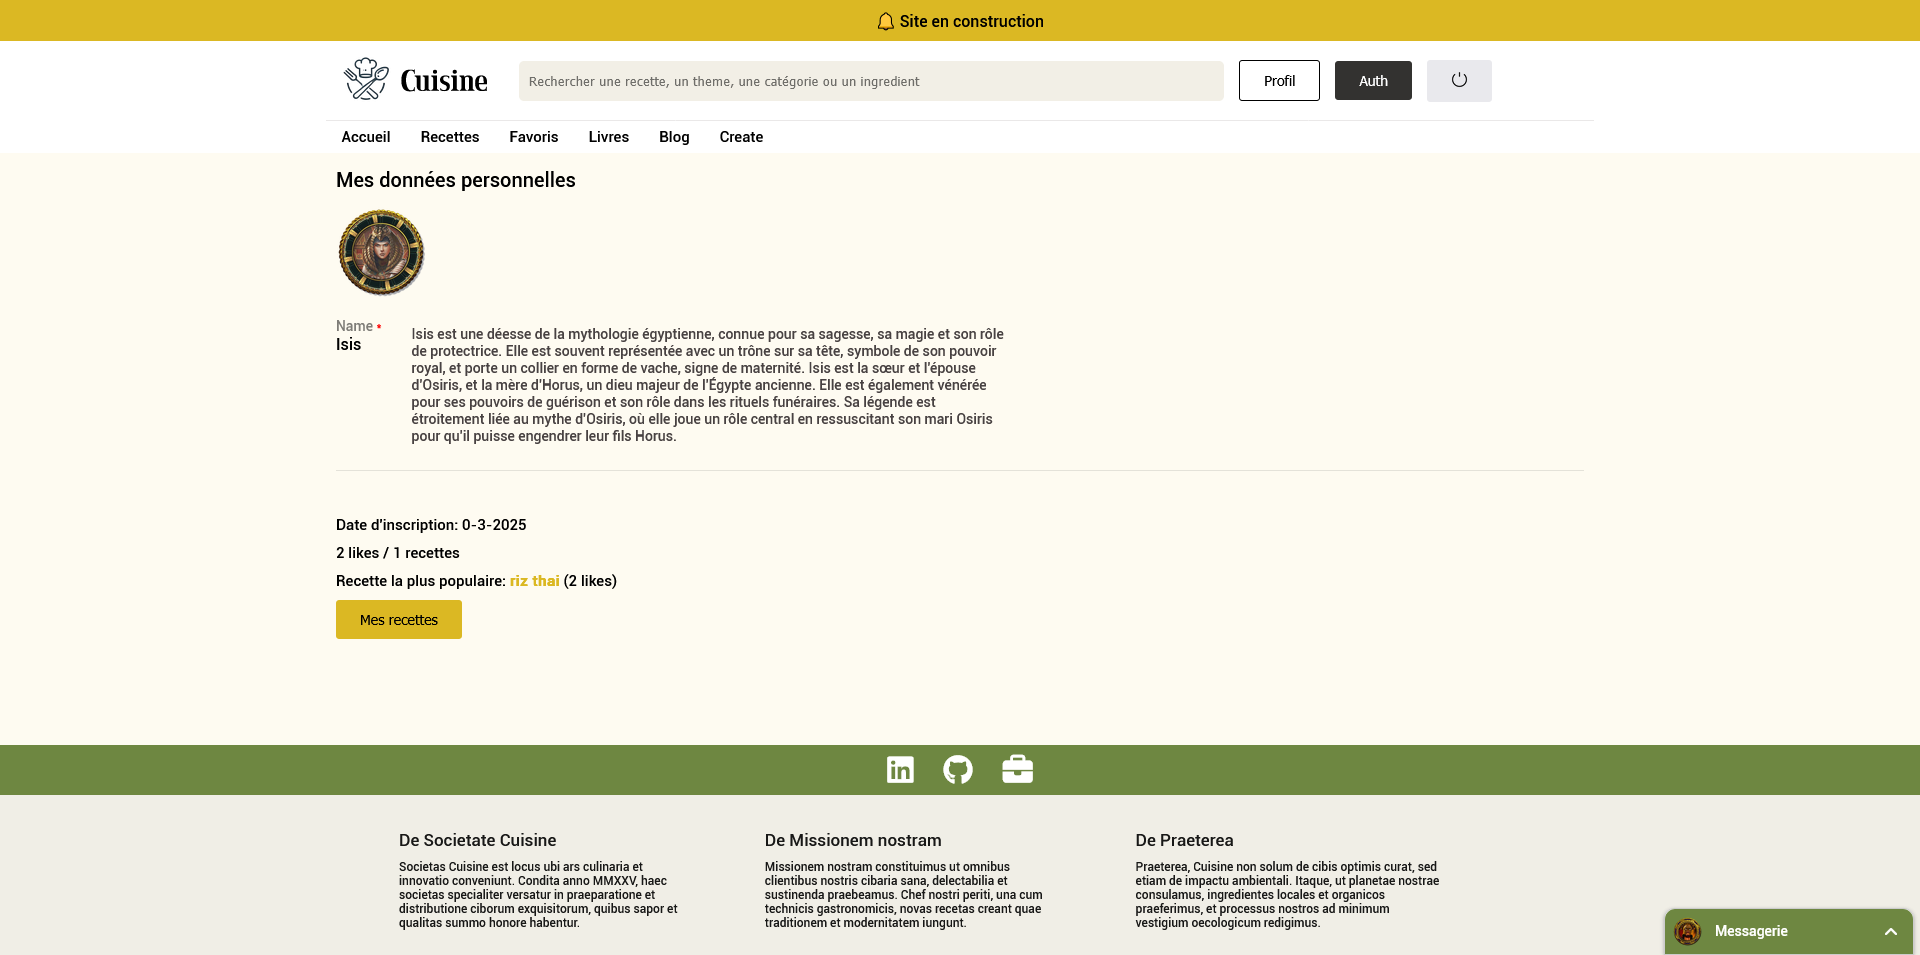 Site en construction
Cuisine
Rechercher une recette, un theme, une catégorie ou un ingredient
Profil
Auth
Accueil
Recettes
Favoris
Livres
Blog
Create
Mes données personnelles
Name *
Isis
Isis est une déesse de la mythologie égyptienne, connue pour sa sagesse, sa magie et son rôle
de protectrice. Elle est souvent représentée avec un trône sur sa tête, symbole de son pouvoir
royal, et porte un collier en forme de vache, signe de maternité. Isis est la sœur et l'épouse
d'Osiris, et la mère d'Horus, un dieu majeur de l'Égypte ancienne. Elle est également vénérée
pour ses pouvoirs de guérison et son rôle dans les rituels funéraires. Sa légende est
étroitement liée au mythe d'Osiris, où elle joue un rôle central en ressuscitant son mari Osiris
pour qu'il puisse engendrer leur fils Horus.
Date d'inscription: 0-3-2025
2 likes / 1 recettes
Recette la plus populaire: riz thai (2 likes)
Mes recettes
De Societate Cuisine
Societas Cuisine est locus ubi ars culinaria et
innovatio conveniunt. Condita anno MMXXV, haec
societas specialiter versatur in praeparatione et
distributione ciborum exquisitorum, quibus sapor et
qualitas summo honore habentur.
De Missionem nostram
Missionem nostram constituimus ut omnibus
clientibus nostris cibaria sana, delectabilia et
sustinenda praebeamus. Chef nostri periti, una cum
technicis gastronomicis, novas recetas creant quae
traditionem et modernitatem iungunt.
De Praeterea
Praeterea, Cuisine non solum de cibis optimis curat, sed
etiam de impactu ambientali. Itaque, ut planetae nostrae
consulamus, ingredientes locales et organicos
praeferimus, et processus nostros ad minimum
vestigium oecologicum redigimus.
Messagerie